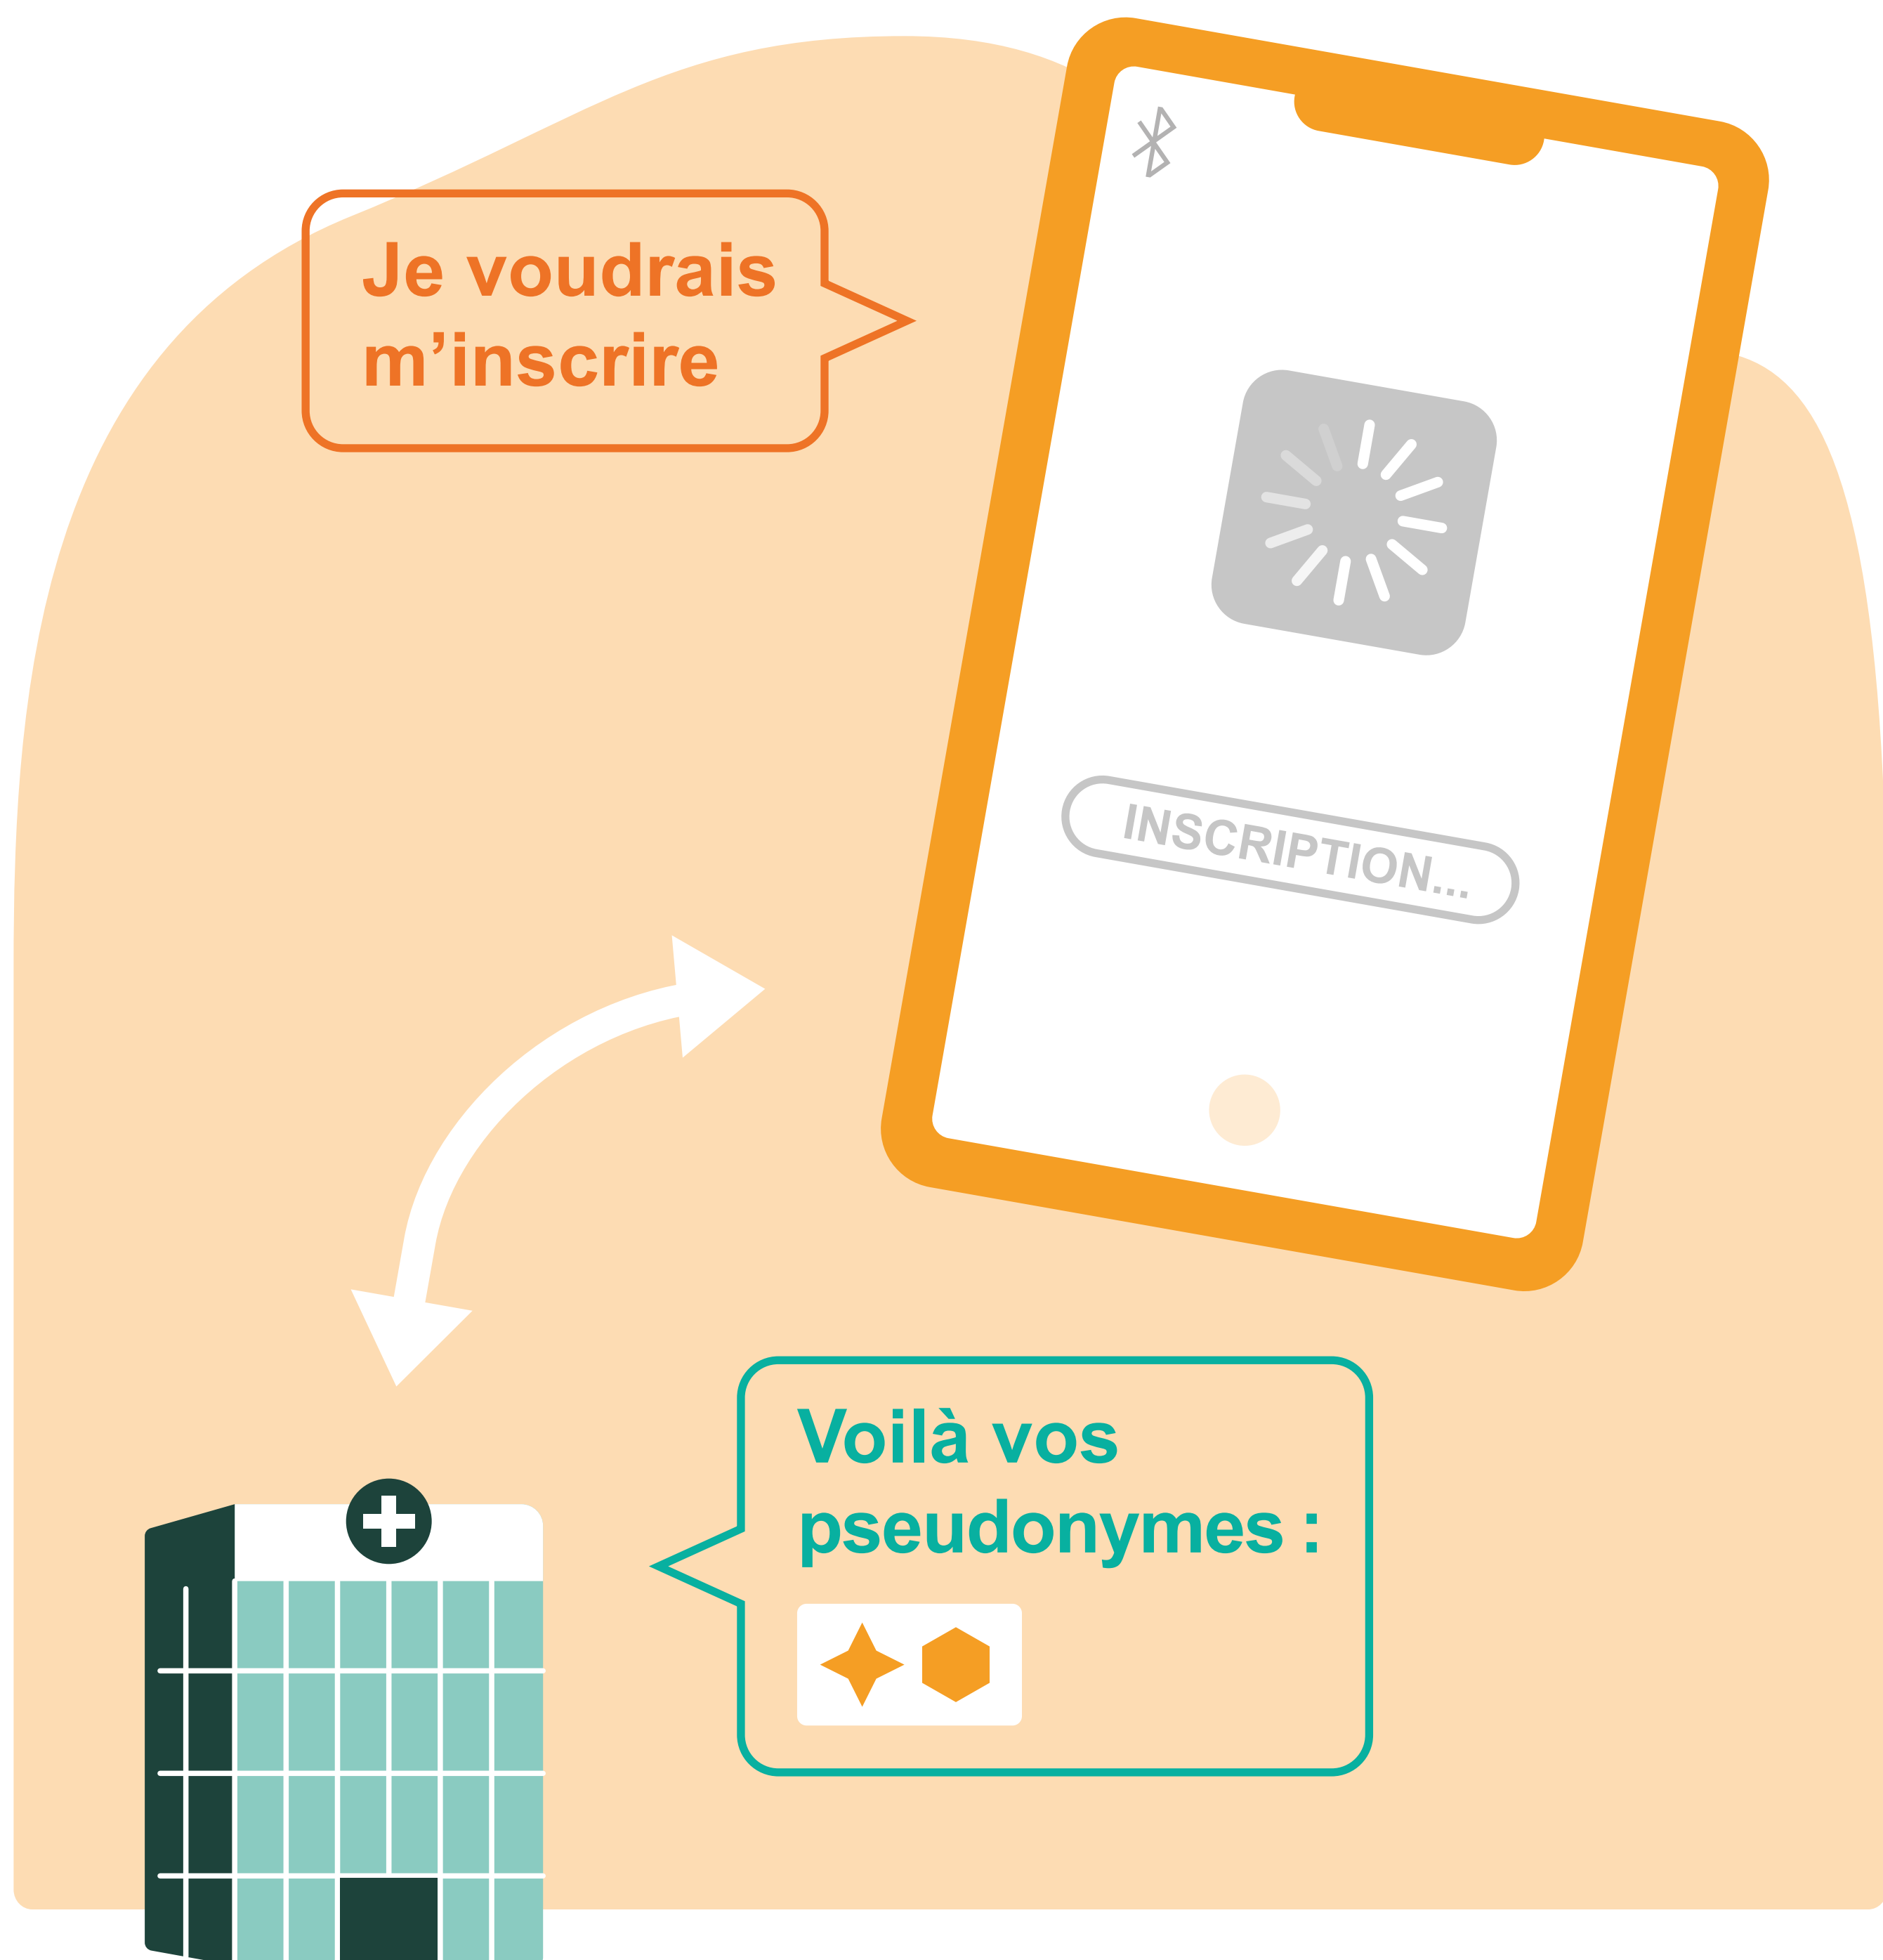 Je voudrais
m’inscrire
INSCRIPTION...
Voilà vos
pseudonymes :